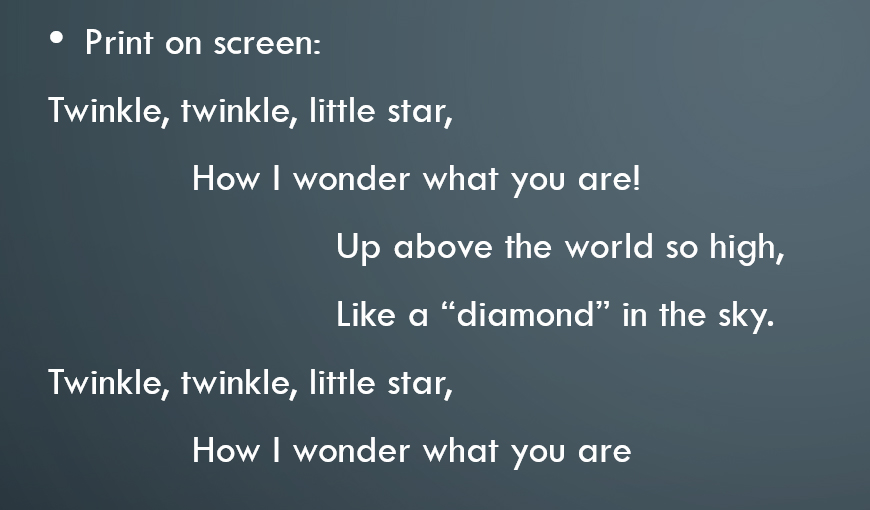 • Print on screen:
Twinkle, twinkle, little star,
How I wonder what you are!
Up above the world so high,
Like a “diamond” in the sky.
Twinkle, twinkle, little star,
How I wonder what you are